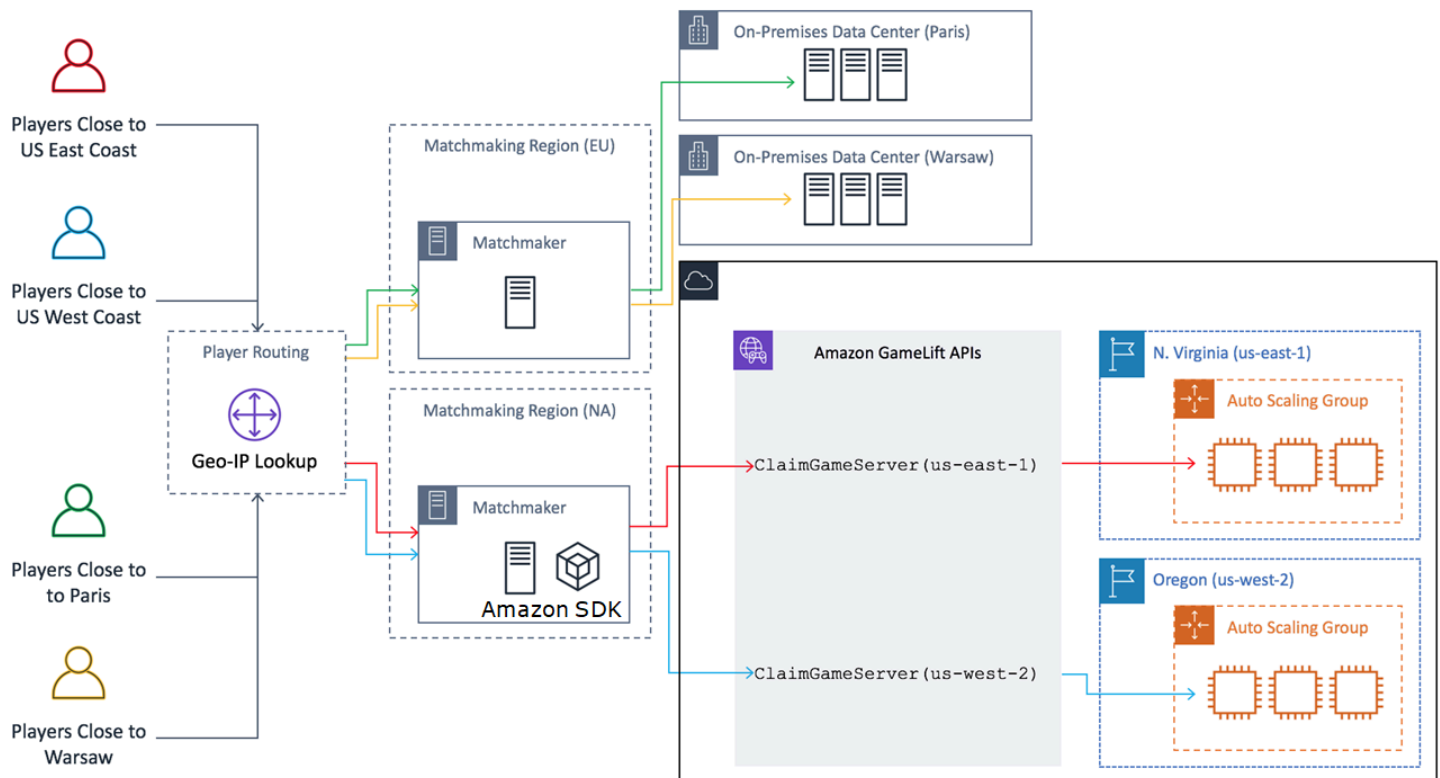 Players Close to
US East Coast
Players Close to
US West Coast
Players Close to
to Paris
Players Close to
Warsaw
Player Routing
Geo-IP Lookup
Matchmaking Region (EU)
Matchmaker
Matchmaking Region (NA)
Matchmaker
Amazon SDK
On-Premises Data Center (Paris)
On-Premises Data Center (Warsaw)
Amazon GameLift APIs
ClaimGameServer(us-east-1)
ClaimGameServer(us-west-2)
N. Virginia (us-east-1)
Auto Scaling Group
Oregon (us-west-2)
Auto Scaling Group